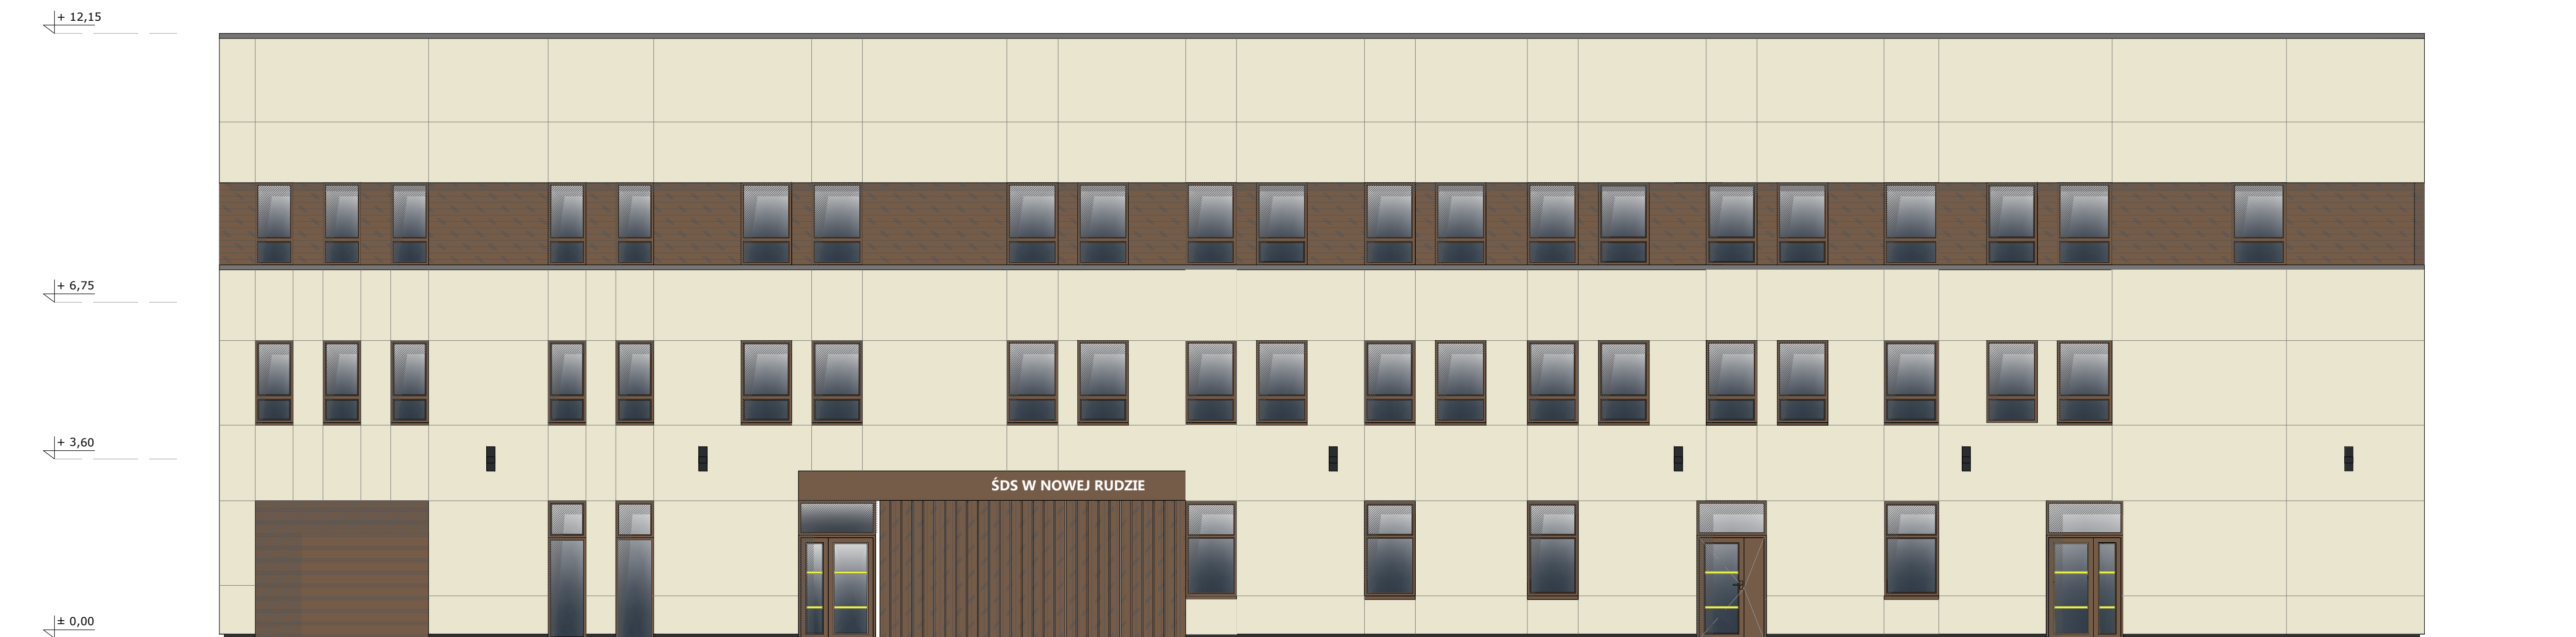 + 12,15
+ 6,75
+ 3,60
ŚDS W NOWEJ RUDZIE
± 0,00